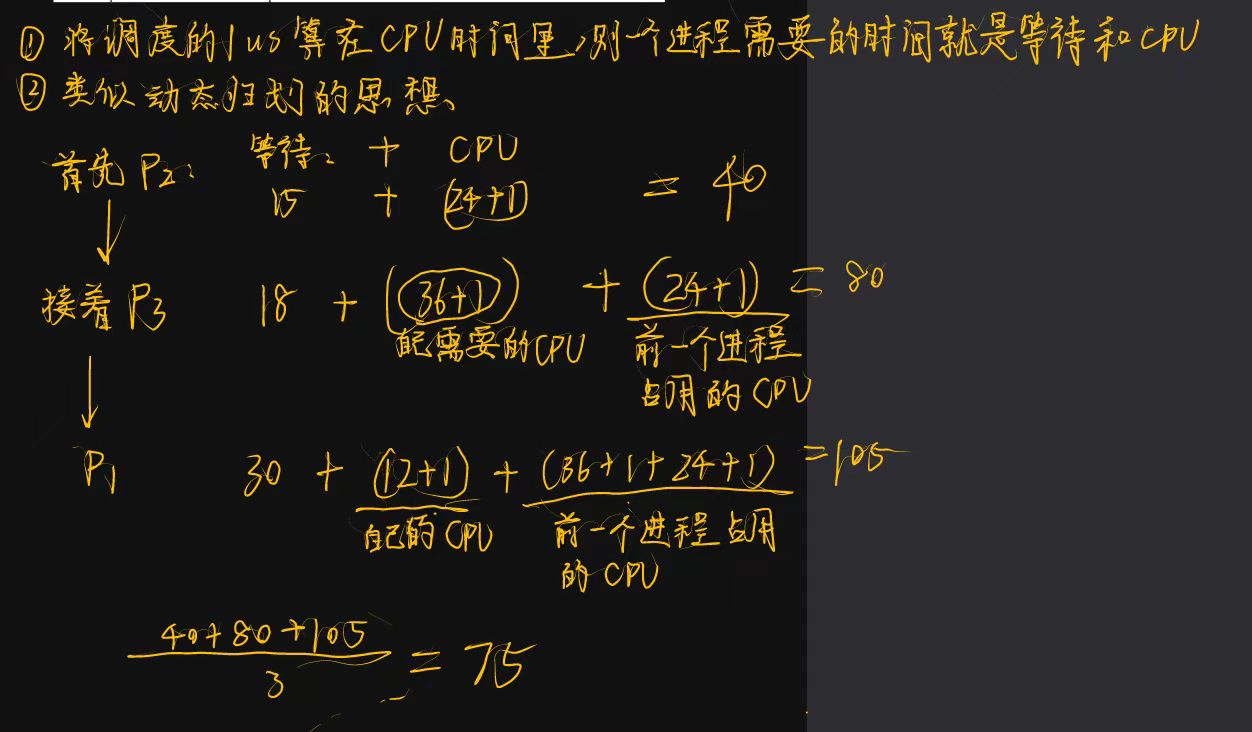 ① 将调度的1us算在CPU时间里,则一个进程需要的时间就是等待和CPU
② 类似动态归划的思想、
首先 P2: 等待: + CPU
15 + (24+1) = 40
接着 P3 18 + (36+1) + (24+1) = 80
自己需要的CPU 前一个进程
占用的CPU
P1 30 + (12+1) + (36+1+24+1) = 105
自己的CPU 前一个进程占用
的CPU
40+80+105
3
= 75